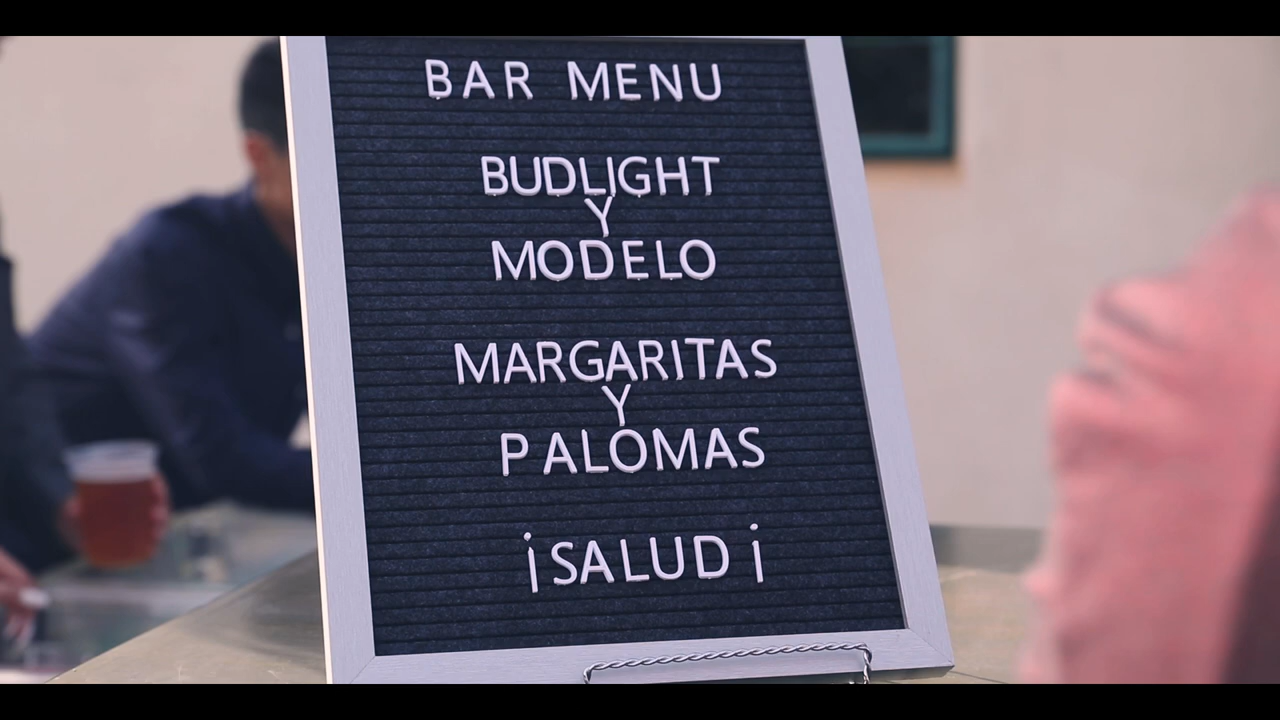 BAR MENU
BUDLIGHT
Y
MODELO
MARGARITAS
Y
PALOMAS
¡SALUD¡